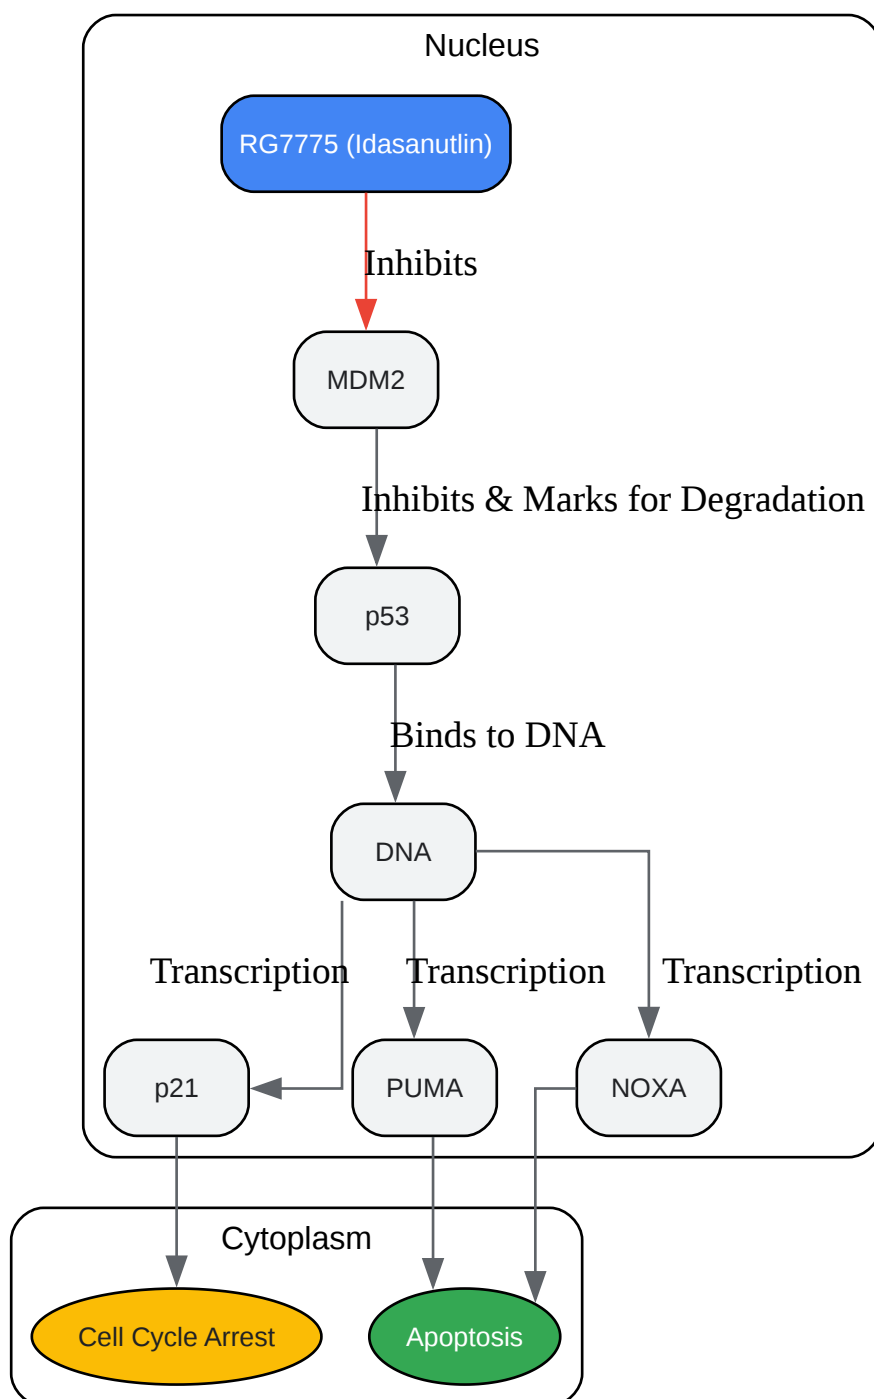 Nucleus
RG7775 (Idasanutlin)
Inhibits
MDM2
Inhibits & Marks for Degradation
p53
Binds to DNA
DNA
Transcription
Transcription
Transcription
p21
PUMA
NOXA
Cytoplasm
Cell Cycle Arrest
Apoptosis